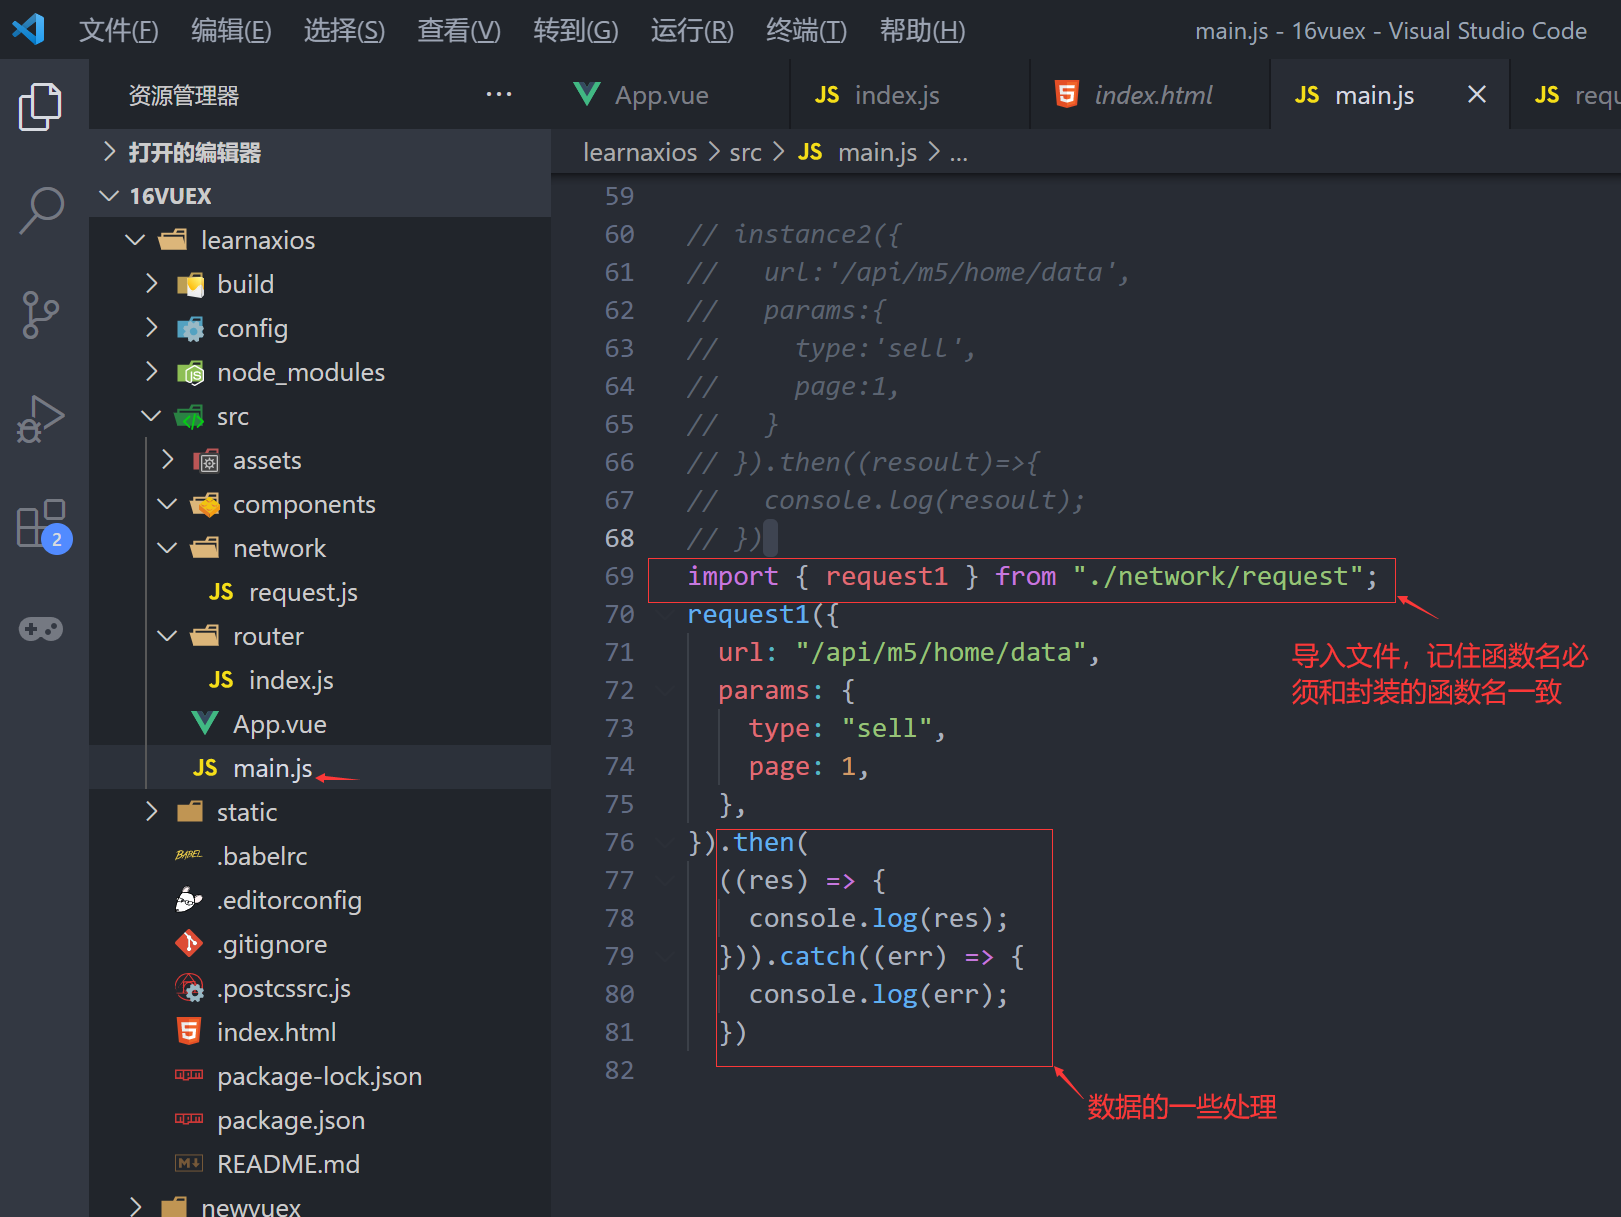 文件(F) 编辑(E) 选择(S) 查看(V) 转到(G) 运行(R) 终端(T) 帮助(H) main.js - 16vuex - Visual Studio Code
资源管理器 ···
App.vue
JS index.js
5 index.html
JS main.js
JS requ
打开的编辑器
16VUEX
learnaxios
build
config
JS node_modules
src
assets
components
network
JS request.js
router
JS index.js
App.vue
JS main.js
static
BABEL .babelrc
.editorconfig
.gitignore
.postcssrc.js
5 index.html
package-lock.json
package.json
M README.md
newvuex
2
learnaxios > src > JS main.js > ...
59
60 // instance2({
61 //   url:'/api/m5/home/data',
62 //   params:{
63 //     type:'sell',
64 //     page:1,
65 //   }
66 // }).then((resoult)=>{
67 //   console.log(resoult);
68 // })
69 import { request1 } from "./network/request";
70 request1({
71   url: "/api/m5/home/data",
72   params: {
73     type: "sell",
74     page: 1,
75   },
76 }).then(
77   ((res) => {
78     console.log(res);
79   })).catch((err) => {
80     console.log(err);
81   })
82
导入文件，记住函数名必
须和封装的函数名一致
数据的一些处理